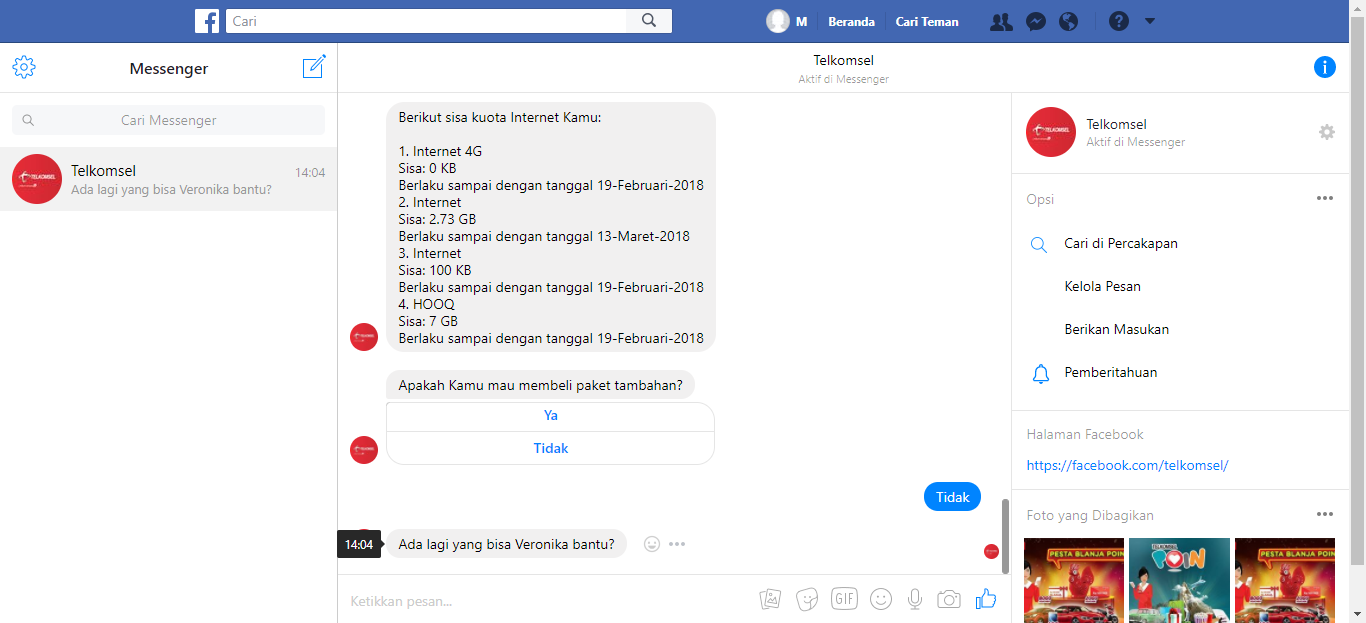 Cari
M
Beranda
Cari Teman
Messenger
Cari Messenger
Telkomsel
14:04
Ada lagi yang bisa Veronika bantu?
Telkomsel
Aktif di Messenger
Berikut sisa kuota Internet Kamu:
1. Internet 4G
Sisa: 0 KB
Berlaku sampai dengan tanggal 19-Februari-2018
2. Internet
Sisa: 2.73 GB
Berlaku sampai dengan tanggal 13-Maret-2018
3. Internet
Sisa: 100 KB
Berlaku sampai dengan tanggal 19-Februari-2018
4. HOOQ
Sisa: 7 GB
Berlaku sampai dengan tanggal 19-Februari-2018
Apakah Kamu mau membeli paket tambahan?
Ya
Tidak
Tidak
14:04
Ada lagi yang bisa Veronika bantu?
Ketikkan pesan...
GIF
TELKOMSEL
Telkomsel
Aktif di Messenger
Opsi
Cari di Percakapan
Kelola Pesan
Berikan Masukan
Pemberitahuan
Halaman Facebook
https://facebook.com/telkomsel/
Foto yang Dibagikan
PESTA BLANJA POIN
TELKOMSEL
POIN
PESTA BLANJA POIN